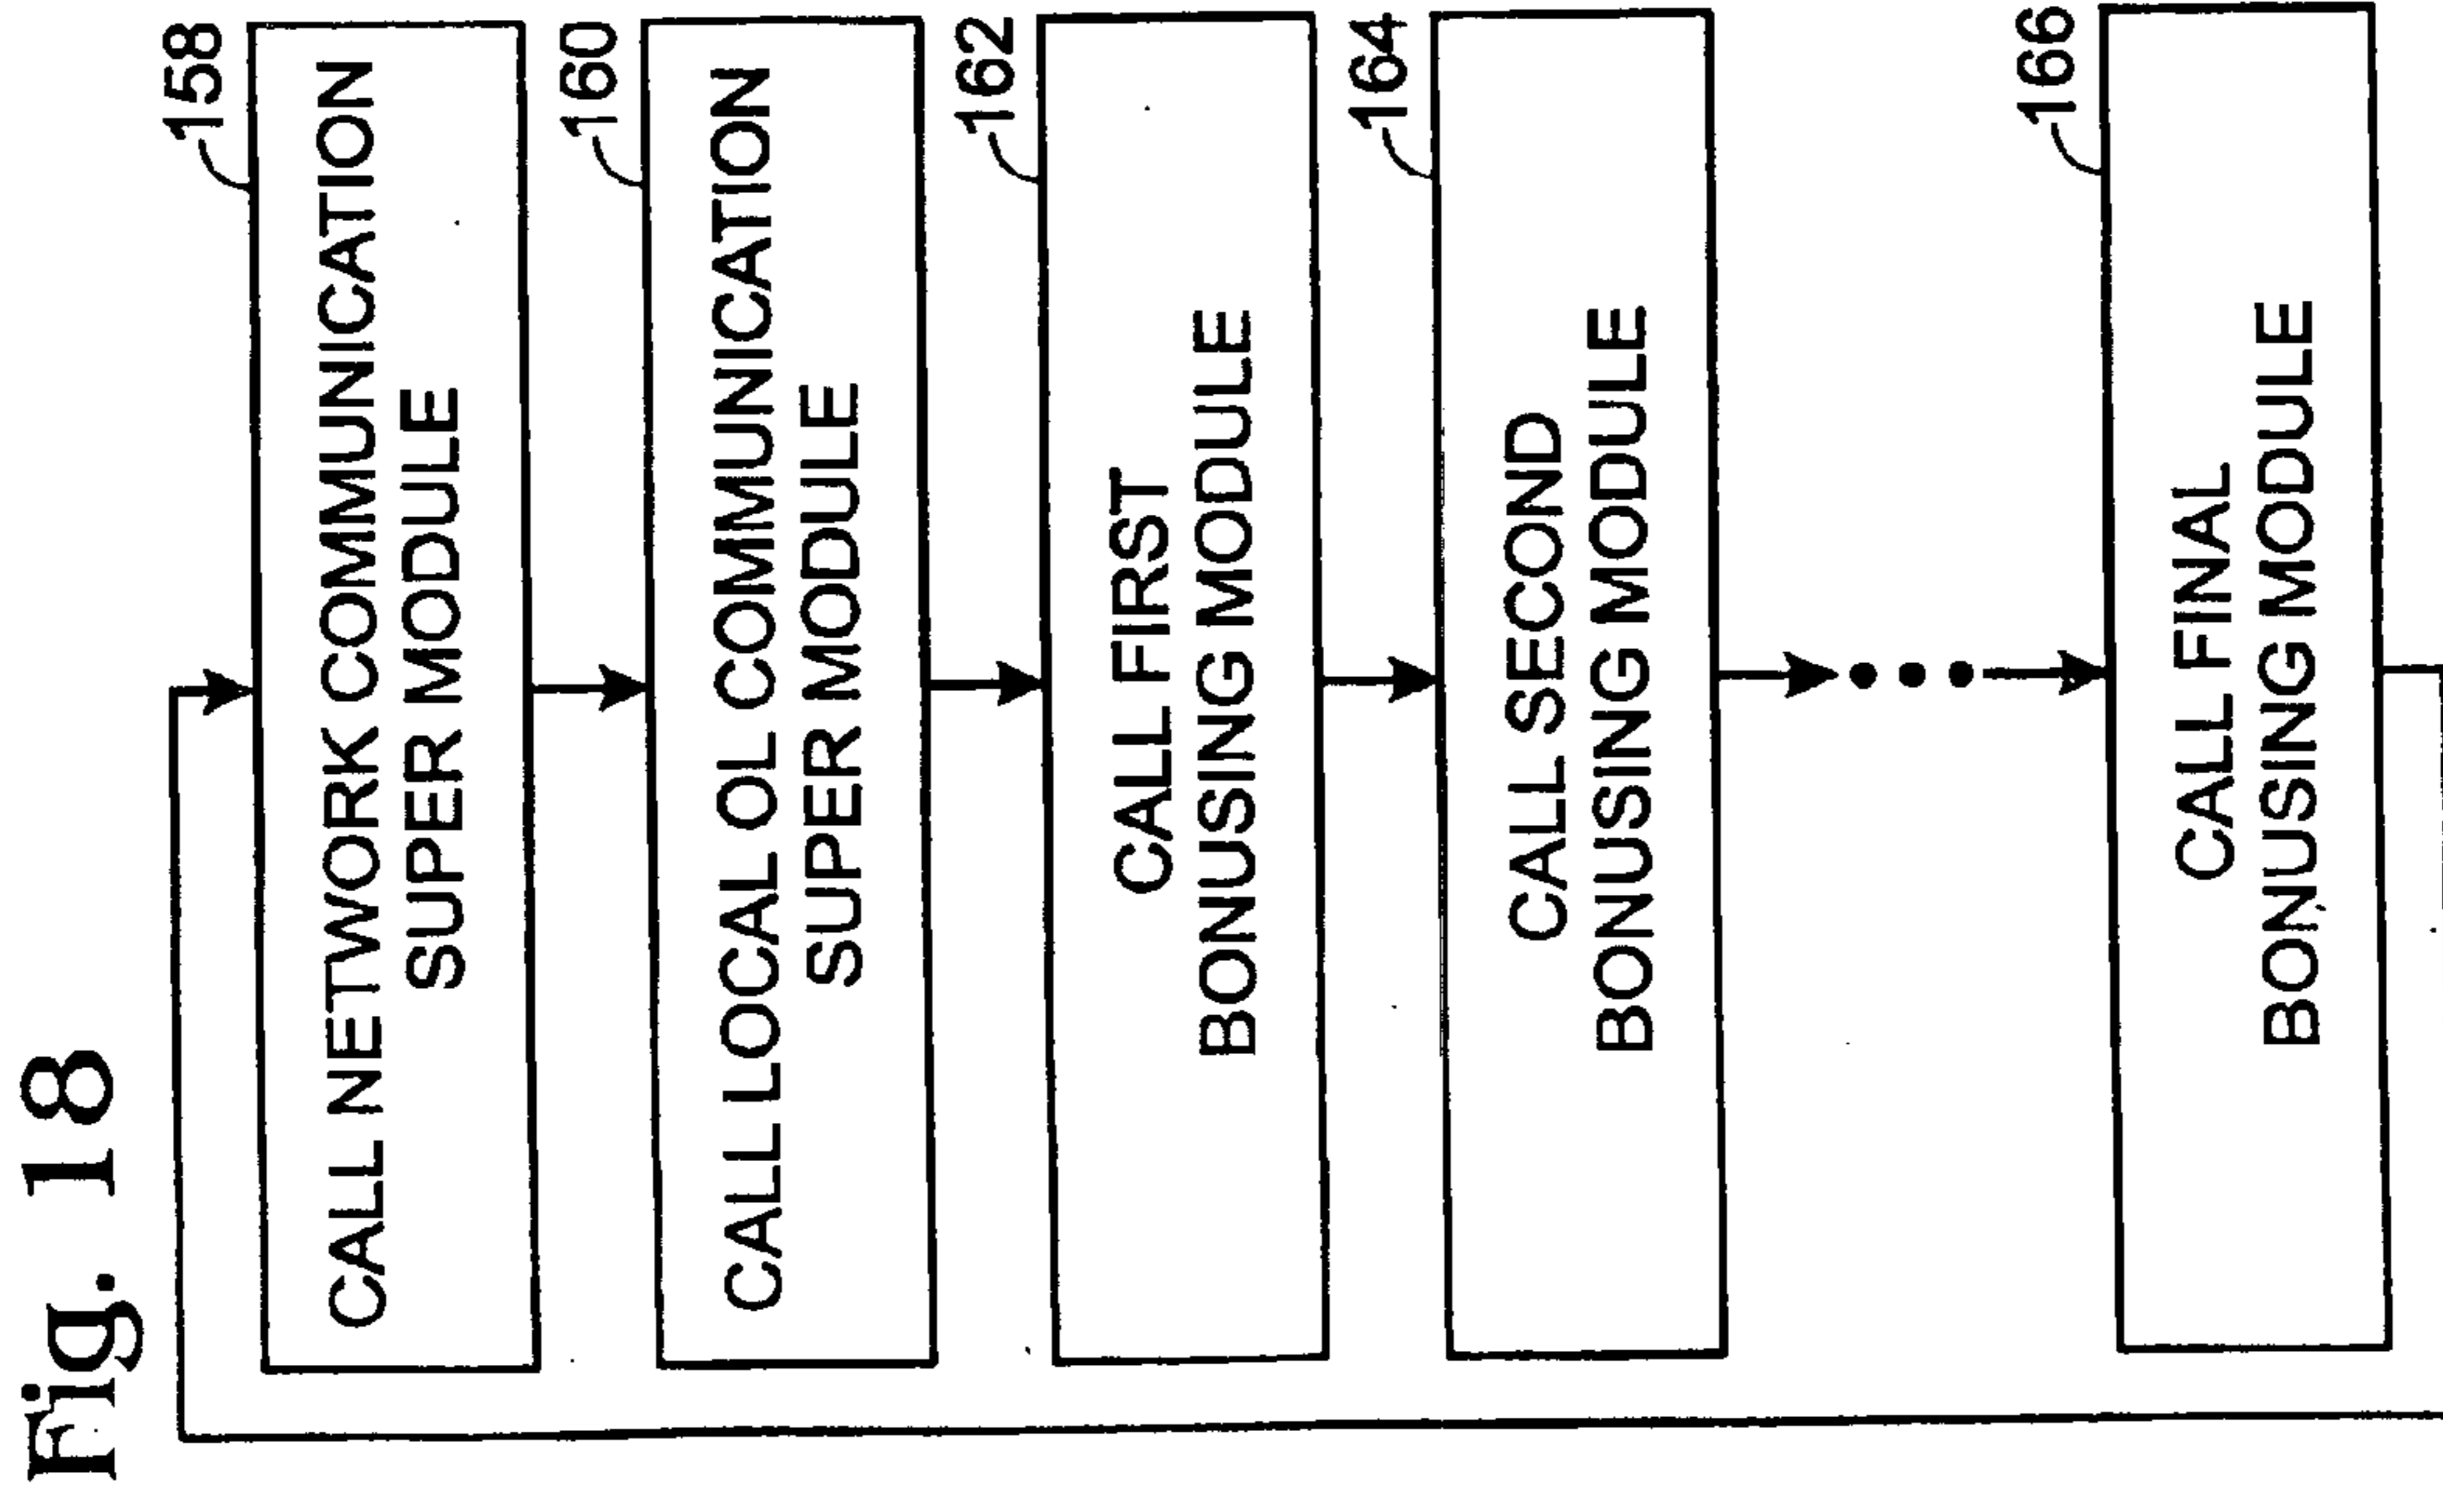 Fig. 18
158
CALL NETWORK COMMUNICATION
SUPER MODULE
160
CALL LOCAL OL COMMUNICATION
SUPER MODULE
162
CALL FIRST
BONUSING MODULE
164
CALL SECOND
BONUSING MODULE
166
CALL FINAL
BONUSING MODULE